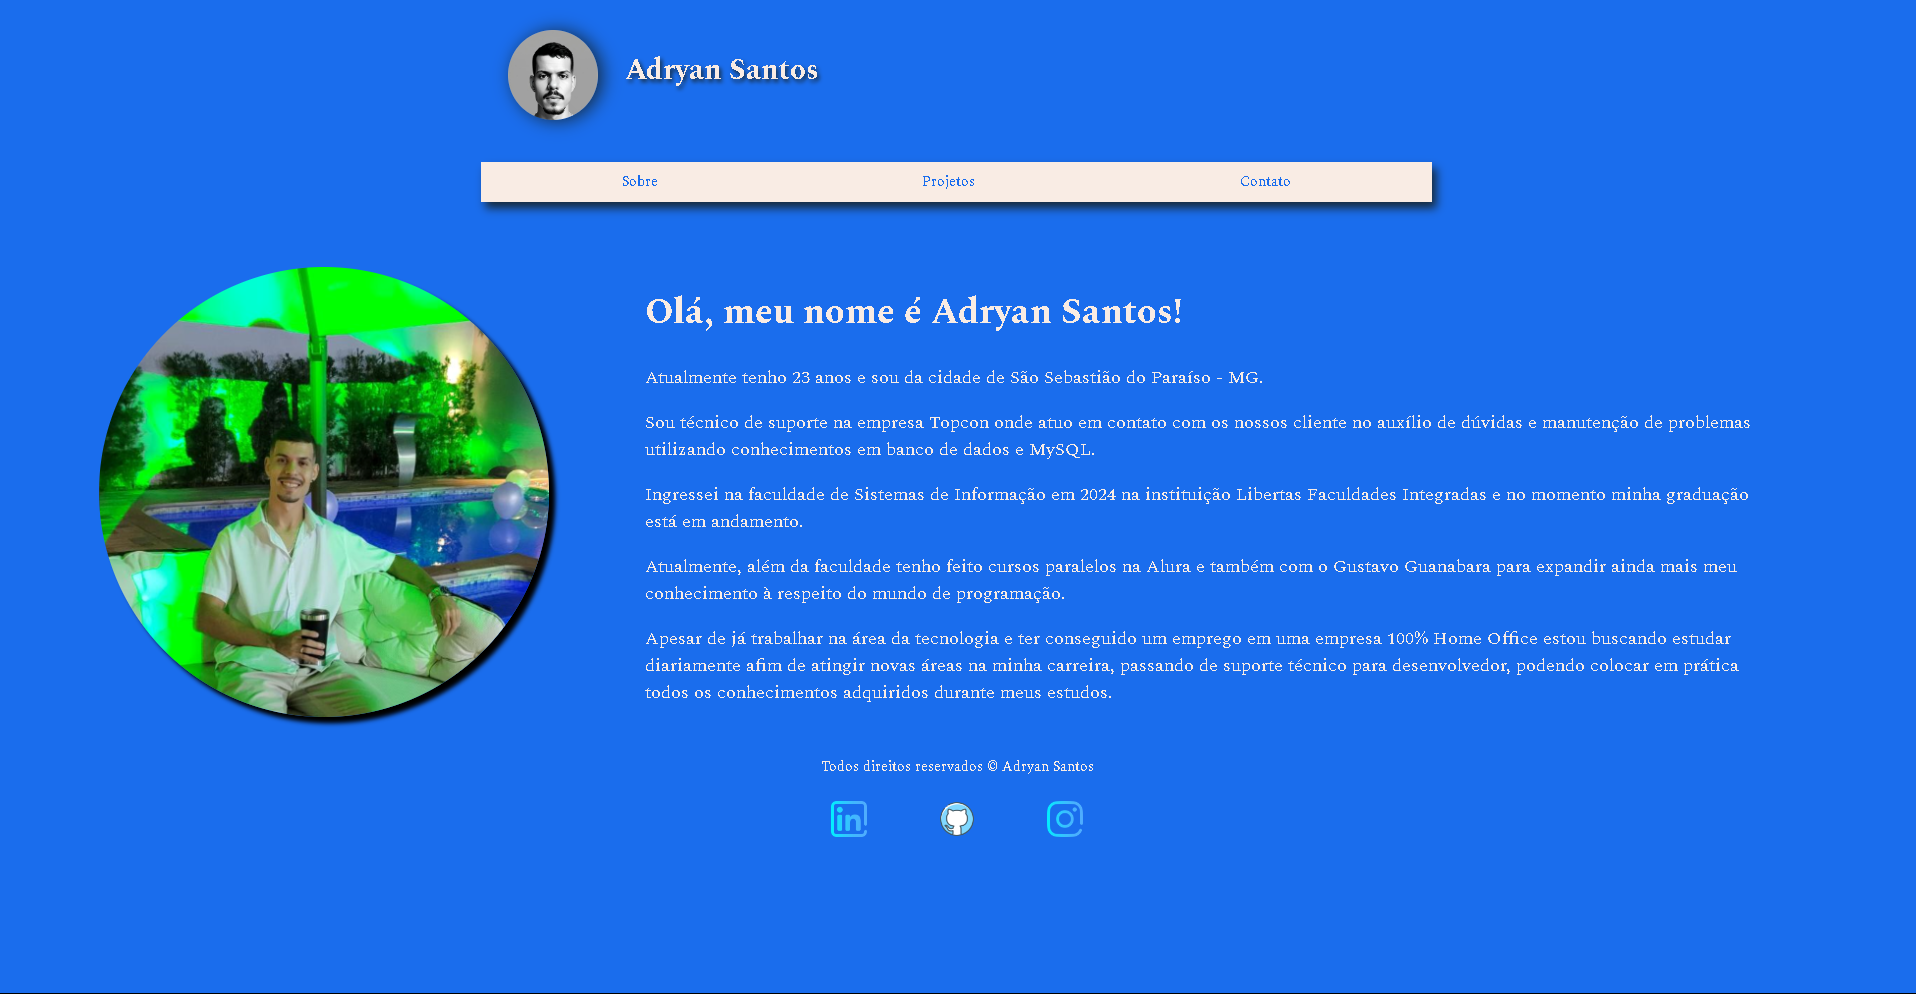 Adryan Santos
Sobre Projetos Contato
Olá, meu nome é Adryan Santos!
Atualmente tenho 23 anos e sou da cidade de São Sebastião do Paraíso - MG.
Sou técnico de suporte na empresa Topcon onde atuo em contato com os nossos cliente no auxílio de dúvidas e manutenção de problemas
utilizando conhecimentos em banco de dados e MySQL.
Ingressei na faculdade de Sistemas de Informação em 2024 na instituição Libertas Faculdades Integradas e no momento minha graduação
está em andamento.
Atualmente, além da faculdade tenho feito cursos paralelos na Alura e também com o Gustavo Guanabara para expandir ainda mais meu
conhecimento à respeito do mundo de programação.
Apesar de já trabalhar na área da tecnologia e ter conseguido um emprego em uma empresa 100% Home Office estou buscando estudar
diariamente afim de atingir novas áreas na minha carreira, passando de suporte técnico para desenvolvedor, podendo colocar em prática
todos os conhecimentos adquiridos durante meus estudos.
Todos direitos reservados © Adryan Santos
in